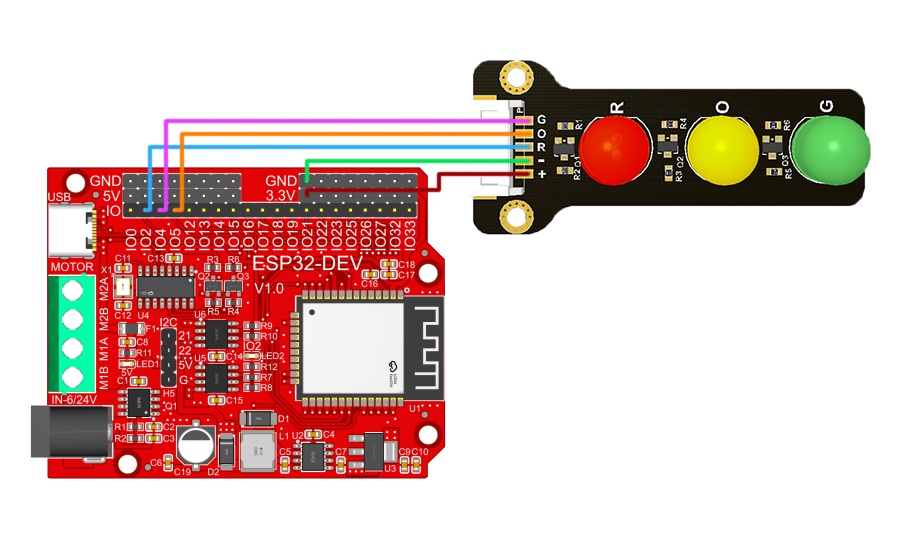 R
O
G
P
G
O
R
-
+
R1
R2
Q1
R4
R3
Q2
R6
R5
Q3
GND
5V
IO
GND
3.3V
USB
IO0
IO2
IO4
IO5
IO12
IO13
IO14
IO15
IO16
IO17
IO18
IO19
IO21
IO22
IO23
IO25
IO26
IO27
IO32
IO33
MOTOR
C11
C13
R3
R6
ESP32-DEV
C18
C17
C16
X1
Q2
Q3
V1.0
M2A
M2B
M1A
M1B
C12
U4
R5
R4
F1
I2C
U6
R9
R10
21
22
5V
G
H5
C8
R11
LED1
5V
U5
C14
IO2
LED2
R12
R7
R8
C1
C15
IN-6/24V
Q1
D1
U1
R1
R2
C2
C3
C6
C19
D2
L1
U2
C4
C5
C7
U3
C9
C10